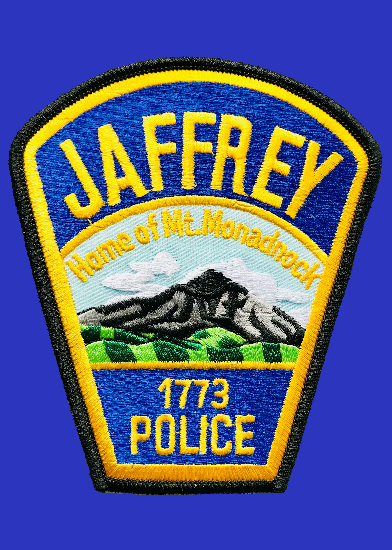 JAFFREY
Home of Mt. Monadnock
1773
POLICE